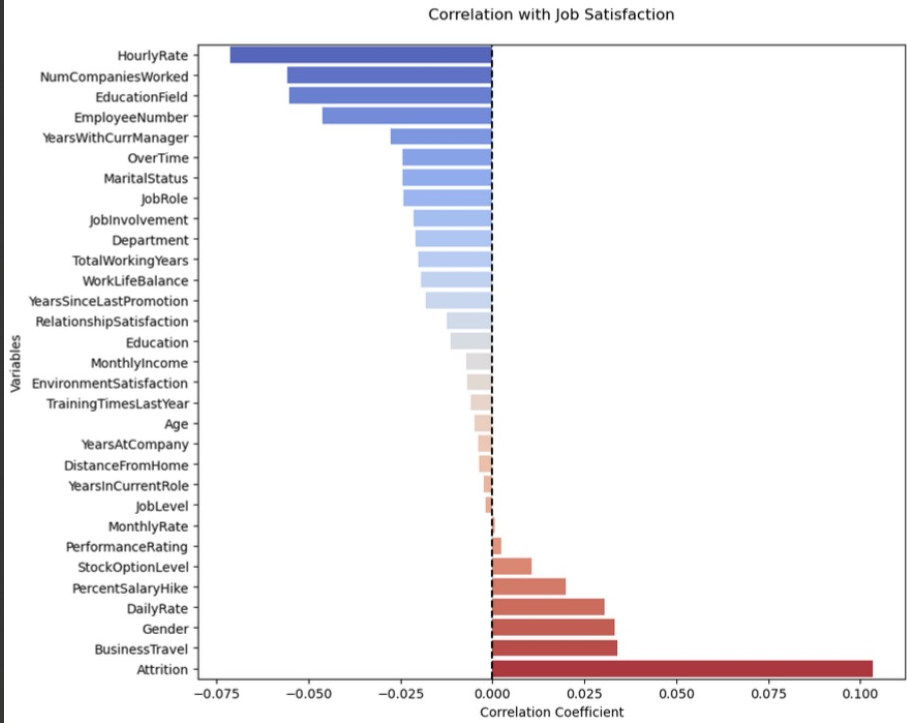 Correlation with Job Satisfaction
HourlyRate
NumCompaniesWorked
EducationField
EmployeeNumber
YearsWithCurrManager
OverTime
MaritalStatus
JobRole
JobInvolvement
Department
TotalWorkingYears
WorkLifeBalance
YearsSinceLastPromotion
RelationshipSatisfaction
Education
MonthlyIncome
EnvironmentSatisfaction
TrainingTimesLastYear
Age
YearsAtCompany
DistanceFromHome
YearsInCurrentRole
JobLevel
MonthlyRate
PerformanceRating
StockOptionLevel
PercentSalaryHike
DailyRate
Gender
BusinessTravel
Attrition
Variables
−0.075 −0.050 −0.025 0.000 0.025 0.050 0.075 0.100
Correlation Coefficient